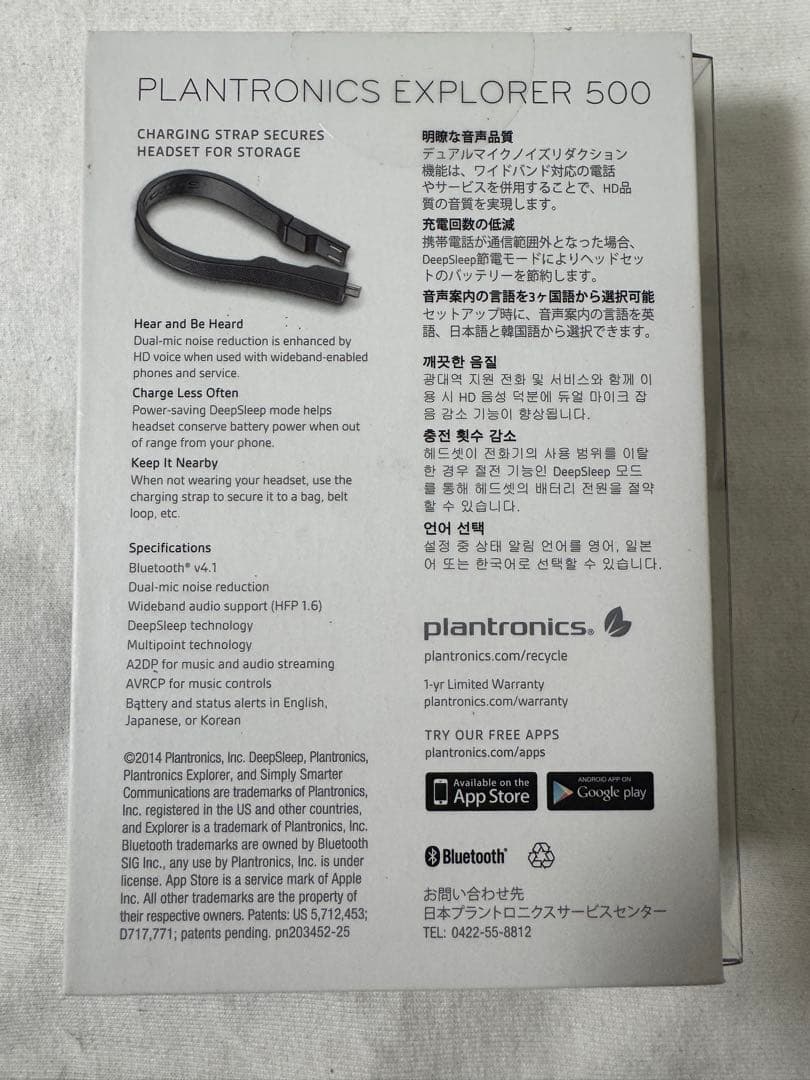 PLANTRONICS EXPLORER 500
CHARGING STRAP SECURES
HEADSET FOR STORAGE
Hear and Be Heard
Dual-mic noise reduction is enhanced by
HD voice when used with wideband-enabled
phones and service.
Charge Less Often
Power-saving DeepSleep mode helps
headset conserve battery power when out
of range from your phone.
Keep It Nearby
When not wearing your headset, use the
charging strap to secure it to a bag, belt
loop, etc.
Specifications
Bluetooth® v4.1
Dual-mic noise reduction
Wideband audio support (HFP 1.6)
DeepSleep technology
Multipoint technology
A2DP for music and audio streaming
AVRCP for music controls
Battery and status alerts in English,
Japanese, or Korean
©2014 Plantronics, Inc. DeepSleep, Plantronics,
Plantronics Explorer, and Simply Smarter
Communications are trademarks of Plantronics,
Inc. registered in the US and other countries,
and Explorer is a trademark of Plantronics, Inc.
Bluetooth trademarks are owned by Bluetooth
SIG Inc., any use by Plantronics, Inc. is under
license. App Store is a service mark of Apple
Inc. All other trademarks are the property of
their respective owners. Patents: US 5,712,453;
D717,771; patents pending. pn203452-25
明瞭な音声品質
デュアルマイクノイズリダクション
機能は、ワイドバンド対応の電話
やサービスを併用することで、HD品
質の音質を実現します。
充電回数の低減
携帯電話が通信範囲外となった場合、
DeepSleep節電モードによりヘッドセッ
トのバッテリーを節約します。
音声案内の言語を3ヶ国語から選択可能
セットアップ時に、音声案内の言語を英
語、日本語と韓国語から選択できます。
깨끗한 음질
광대역 지원 전화 및 서비스와 함께 이
용 시 HD 음성 덕분에 듀얼 마이크 잡
음 감소 기능이 향상됩니다.
충전 횟수 감소
헤드셋이 전화기의 사용 범위를 이탈
한 경우 절전 기능인 DeepSleep 모드
를 통해 헤드셋의 배터리 전원을 절약
할 수 있습니다.
언어 선택
설정 중 상태 알림 언어를 영어, 일본
어 또는 한국어로 선택할 수 있습니다.
plantronics®
plantronics.com/recycle
1-yr Limited Warranty
plantronics.com/warranty
TRY OUR FREE APPS
plantronics.com/apps
Available on the
App Store
ANDROID APP ON
Google play
Bluetooth®
お問い合わせ先
日本プラントロニクスサービスセンター
TEL: 0422-55-8812